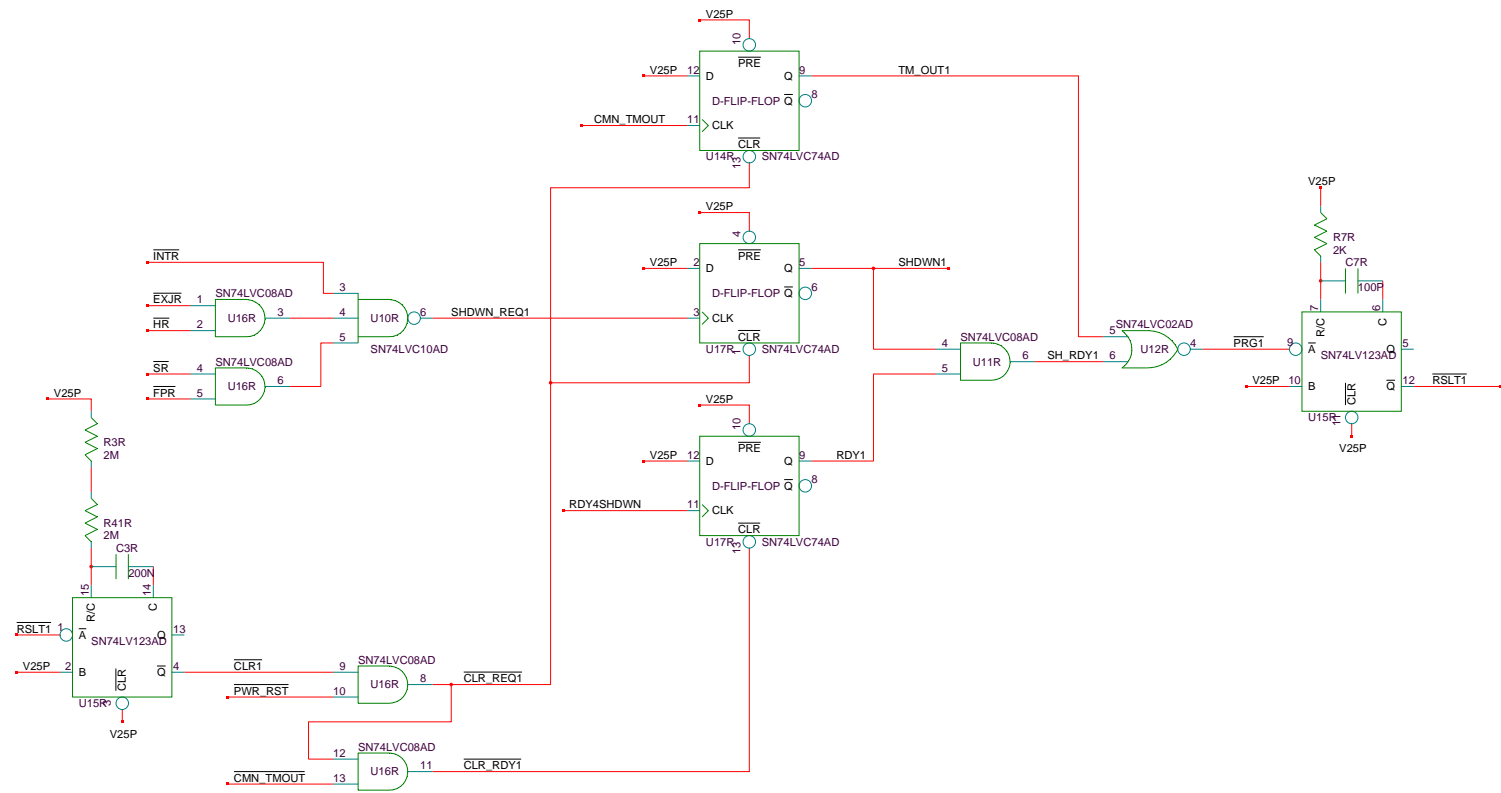 V25P
10
PRE
V25P 12 D Q 9 TM_OUT1
D-FLIP-FLOP Q 8
CMN_TMOUT 11 CLK
CLR
U14R 13 SN74LVC74AD
V25P
V25P
4
R7R
2K
INTR
PRE
V25P 2 D Q 5 SHDWN1
C7R
100P
SN74LVC08AD
D-FLIP-FLOP Q 6
EXJR 1
3
U16R 3 4 U10R 6 SHDWN_REQ1 3 CLK
7 6
HR 2
R/C C
SN74LVC02AD
5
CLR
SN74LVC08AD
5
U12R 4 PRG1 9 A Q 5
SN74LVC10AD
U17R 1 SN74LVC74AD
4
SN74LV123AD
SN74LVC08AD
U11R 6 SH_RDY1 6
SR 4
U16R 6
5
V25P 10 B Q 12 RSLT1
FPR 5
CLR
V25P
V25P
U15R 11
10
V25P
R3R
2M
PRE
V25P 12 D Q 9 RDY1
D-FLIP-FLOP Q 8
RDY4SHDWN 11 CLK
R41R
2M
CLR
U17R 13 SN74LVC74AD
C3R
200N
15 14
R/C C
RSLT1 1 A Q 13
SN74LV123AD
SN74LVC08AD
V25P 2 B Q 4 CLR1 9
U16R 8 CLR_REQ1
CLR
PWR_RST 10
U15R 3
V25P
SN74LVC08AD
12
U16R 11 CLR_RDY1
CMN_TMOUT 13